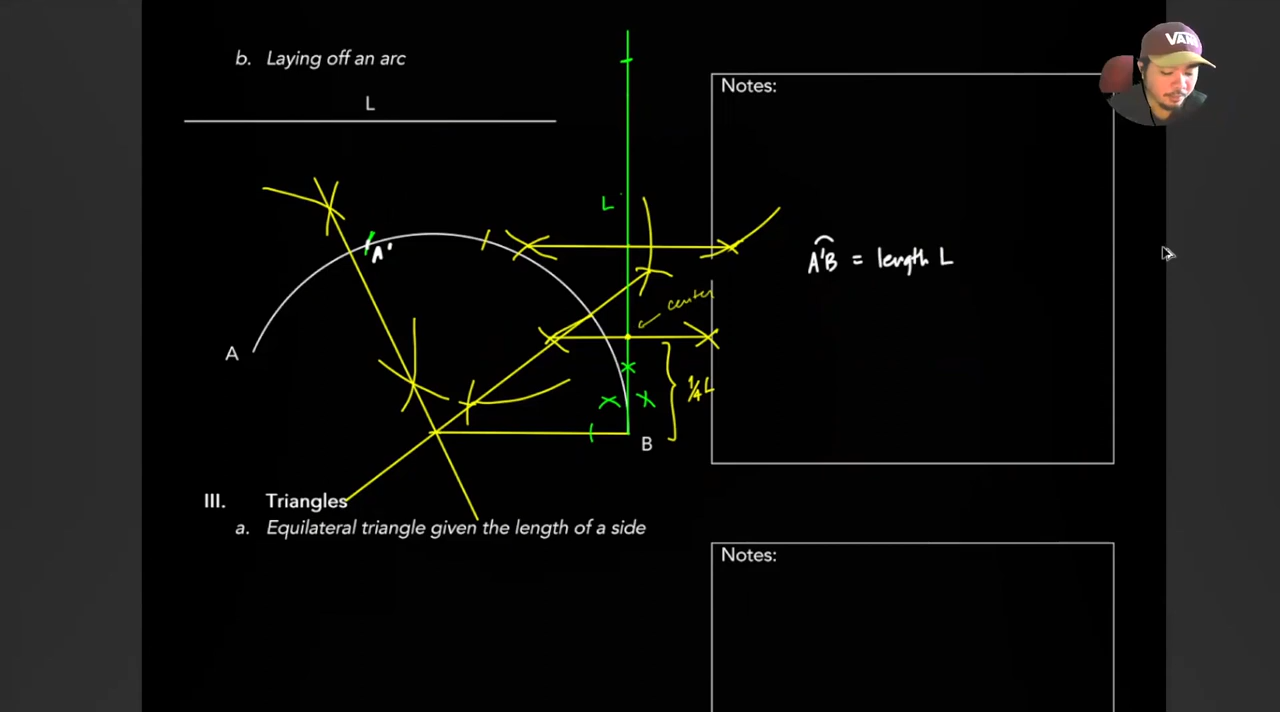 b. Laying off an arc
L
Notes:
VANS
L
A'
A'B = length L
center
A
1/4 L
B
III. Triangles
a. Equilateral triangle given the length of a side
Notes: